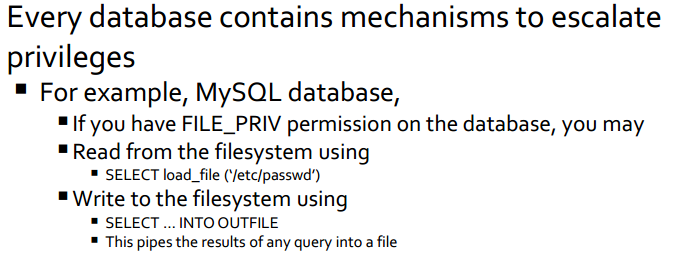 Every database contains mechanisms to escalate
privileges
▪ For example, MySQL database,
▪ If you have FILE_PRIV permission on the database, you may
▪ Read from the filesystem using
▪ SELECT load_file (‘/etc/passwd’)
▪ Write to the filesystem using
▪ SELECT … INTO OUTFILE
▪ This pipes the results of any query into a file